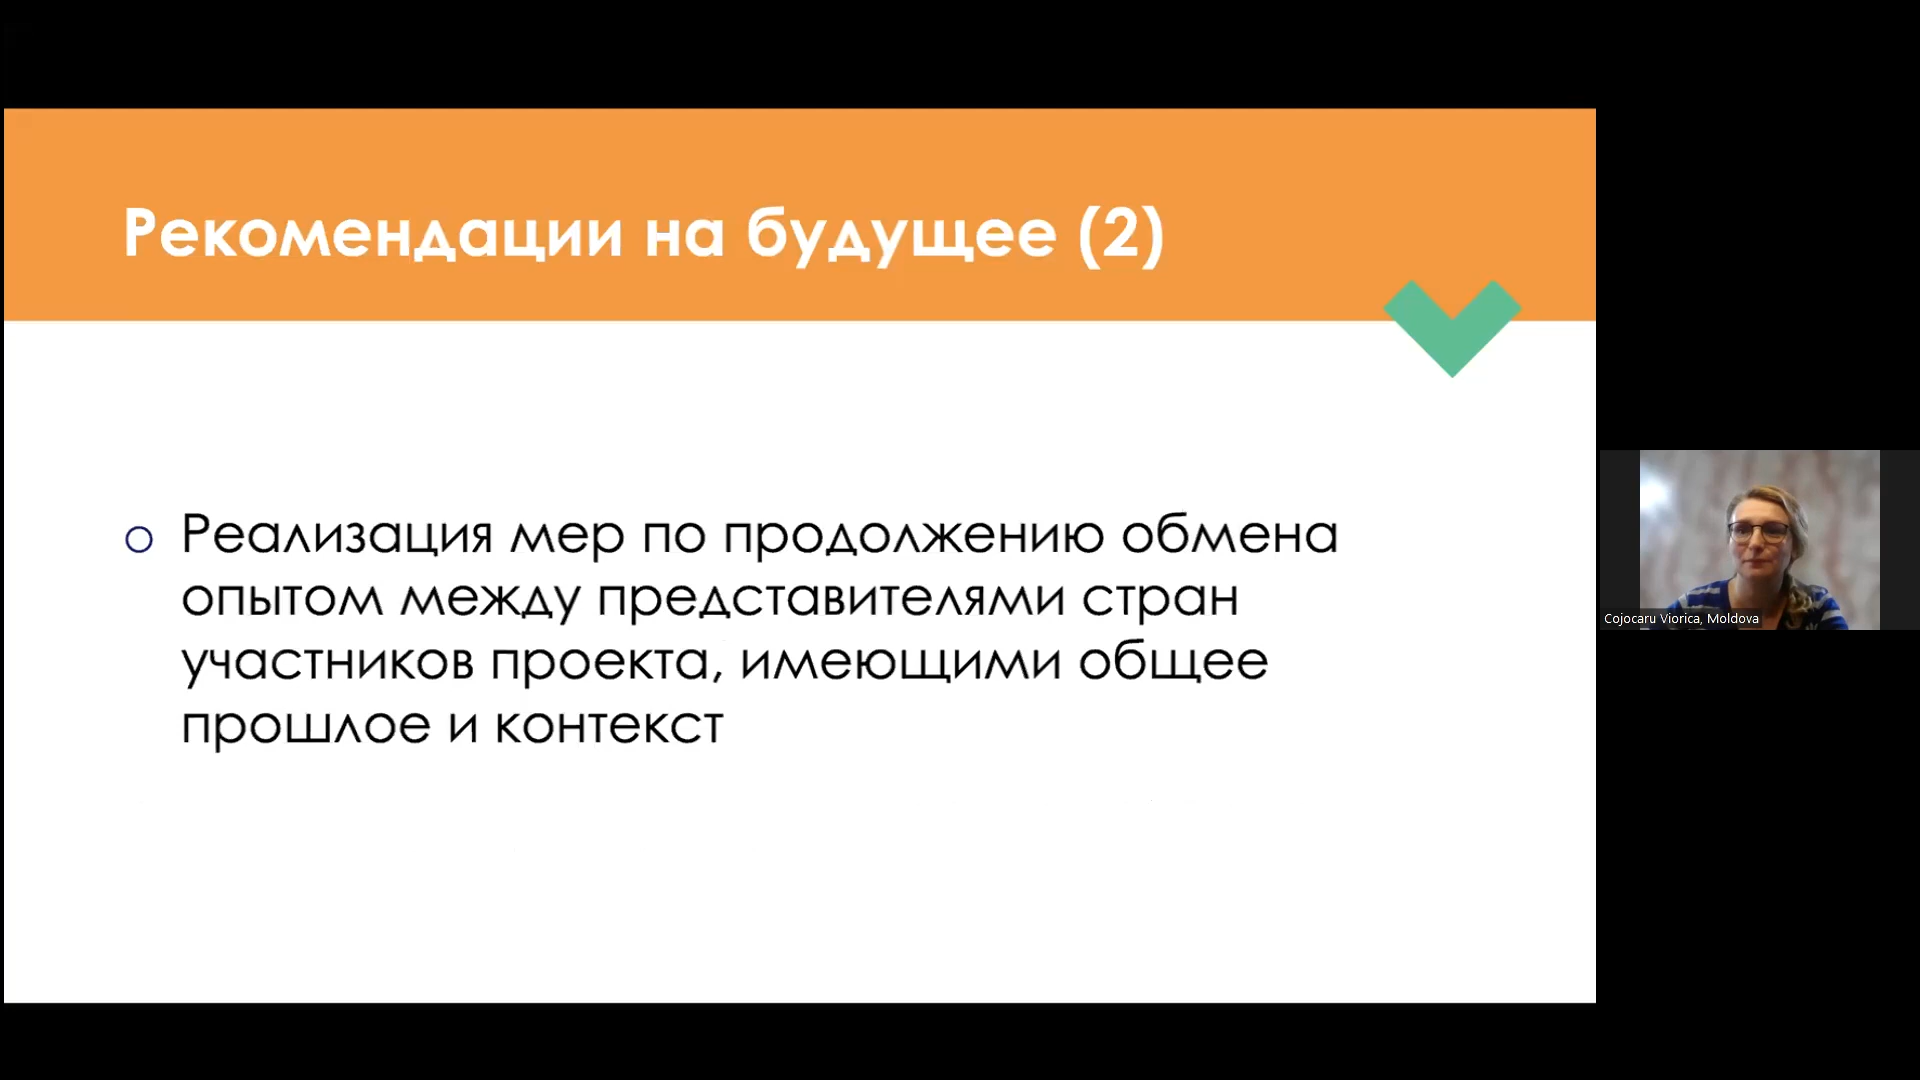 Рекомендации на будущее (2)
o Реализация мер по продолжению обмена
опытом между представителями стран
участников проекта, имеющими общее
прошлое и контекст
Cojocaru Viorica, Moldova